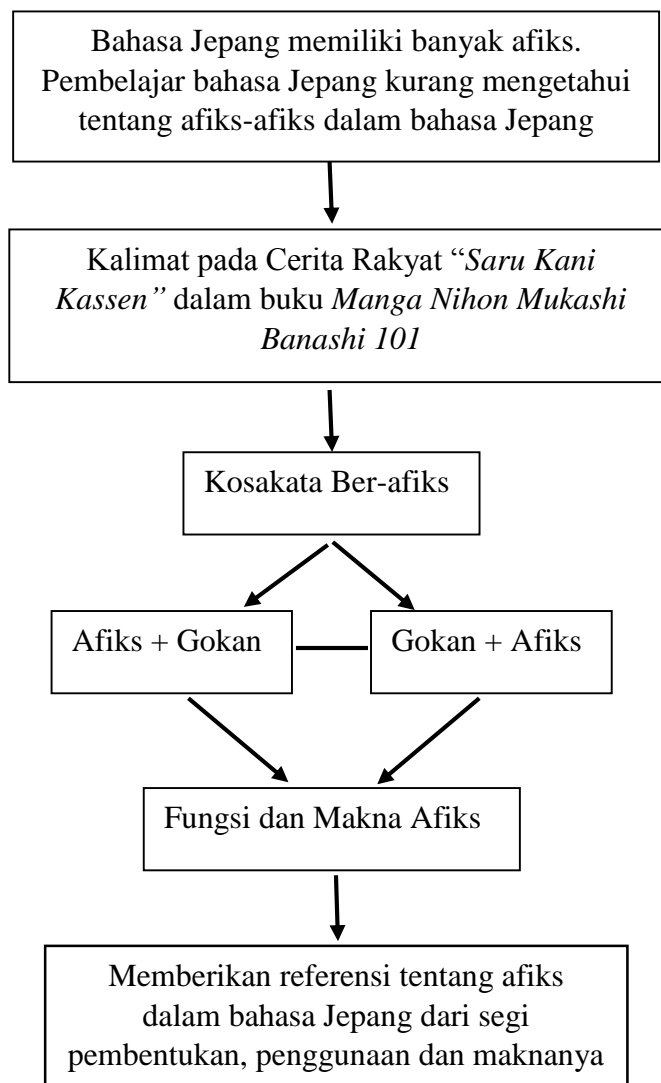 Bahasa Jepang memiliki banyak afiks.
Pembelajar bahasa Jepang kurang mengetahui
tentang afiks-afiks dalam bahasa Jepang
Kalimat pada Cerita Rakyat “Saru Kani
Kassen” dalam buku Manga Nihon Mukashi
Banashi 101
Kosakata Ber-afiks
Afiks + Gokan
Gokan + Afiks
Fungsi dan Makna Afiks
Memberikan referensi tentang afiks
dalam bahasa Jepang dari segi
pembentukan, penggunaan dan maknanya